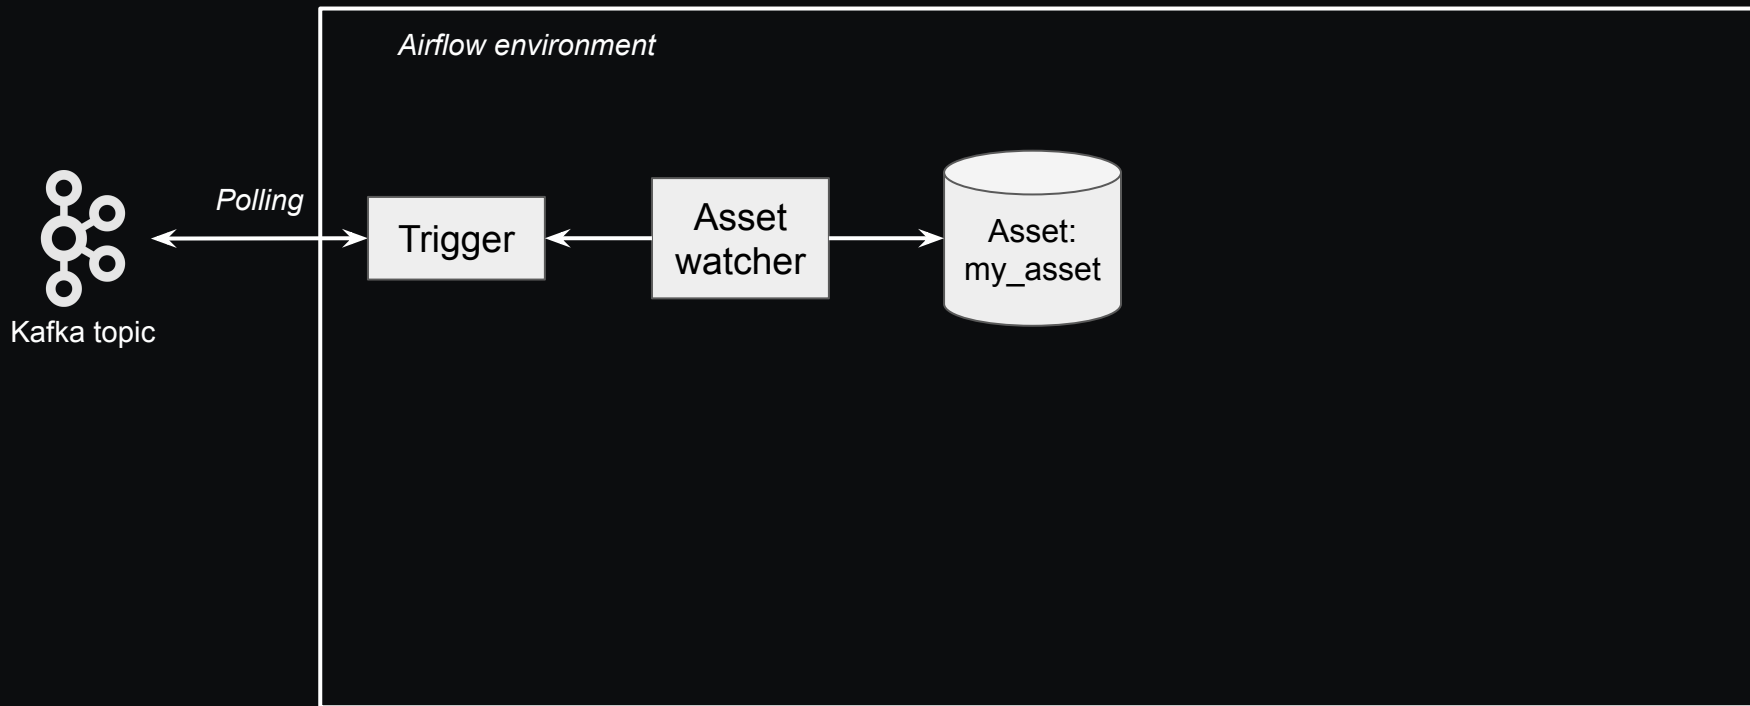 Airflow environment
Polling
Trigger
Asset
watcher
Asset:
my_asset
Kafka topic